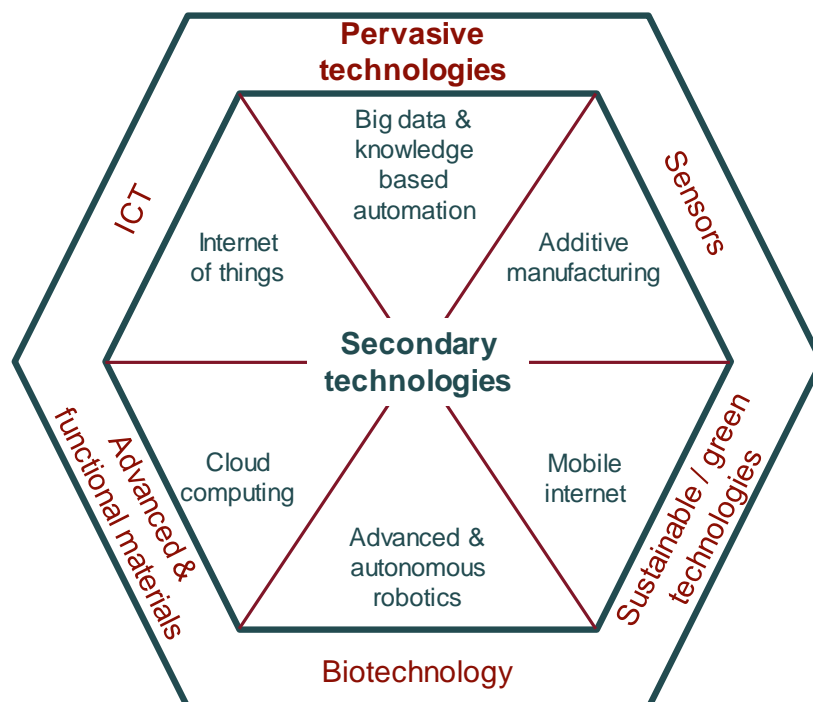 Pervasive
technologies
Big data &
knowledge
based
automation
ICT
Sensors
Internet
of things
Additive
manufacturing
Secondary
technologies
Cloud
computing
Mobile
internet
Advanced &
autonomous
robotics
Advanced &
functional materials
Sustainable / green
technologies
Biotechnology